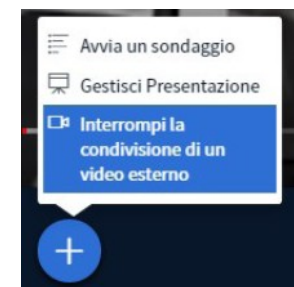 Avvia un sondaggio
Gestisci Presentazione
Interrompi la
condivisione di un
video esterno